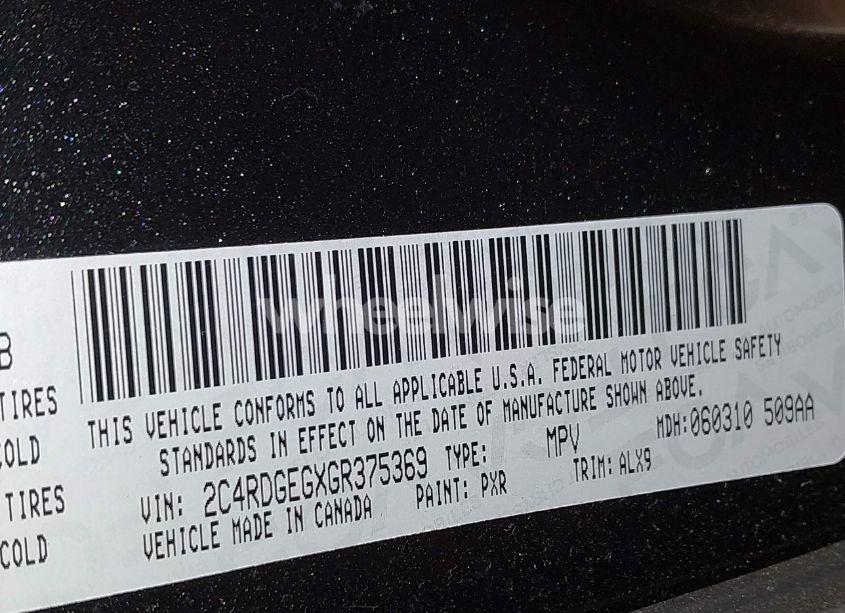 wheelwise
B
TIRES
COLD
TIRES
COLD
THIS VEHICLE CONFORMS TO ALL APPLICABLE U.S.A. FEDERAL MOTOR VEHICLE SAFETY
STANDARDS IN EFFECT ON THE DATE OF MANUFACTURE SHOWN ABOVE.
VIN: 2C4RDGEGXGR375369 TYPE: MPV MDH: 060310 509AA
VEHICLE MADE IN CANADA PAINT: PXR TRIM: ALX9